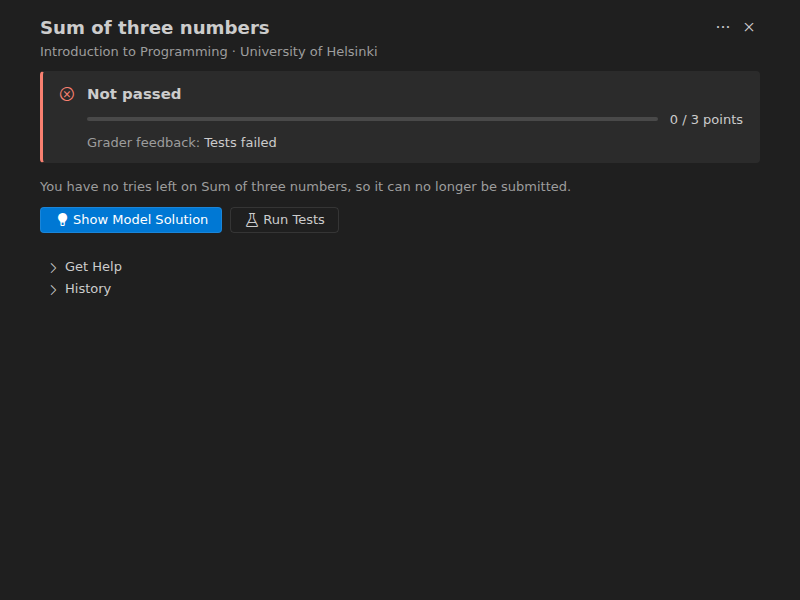 Sum of three numbers
Introduction to Programming · University of Helsinki
Not passed
0 / 3 points
Grader feedback: Tests failed
You have no tries left on Sum of three numbers, so it can no longer be submitted.
Show Model Solution
Run Tests
Get Help
History